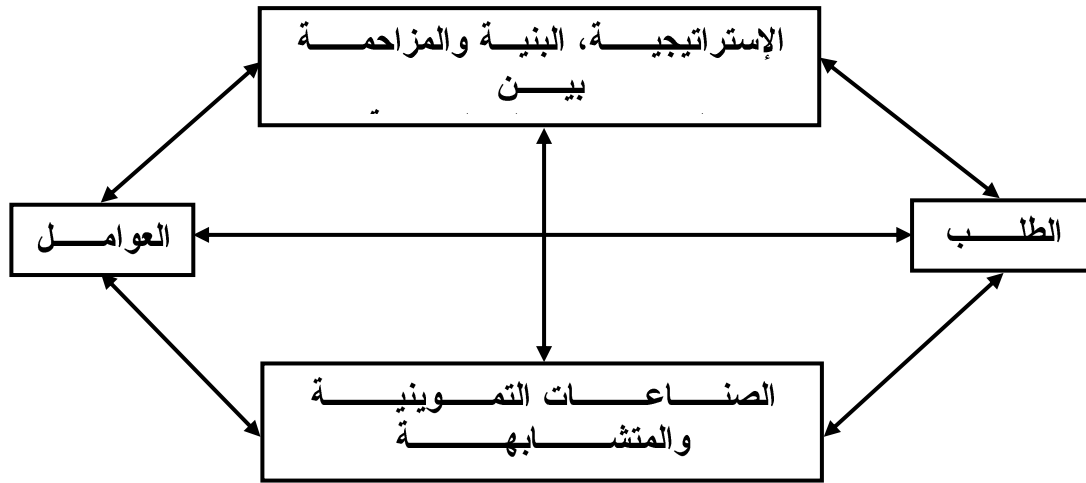 الإستراتيجية، البنية والمزاحمة
بين
العوامل
الطلب
الصناعات التموينية
والمتشابهة